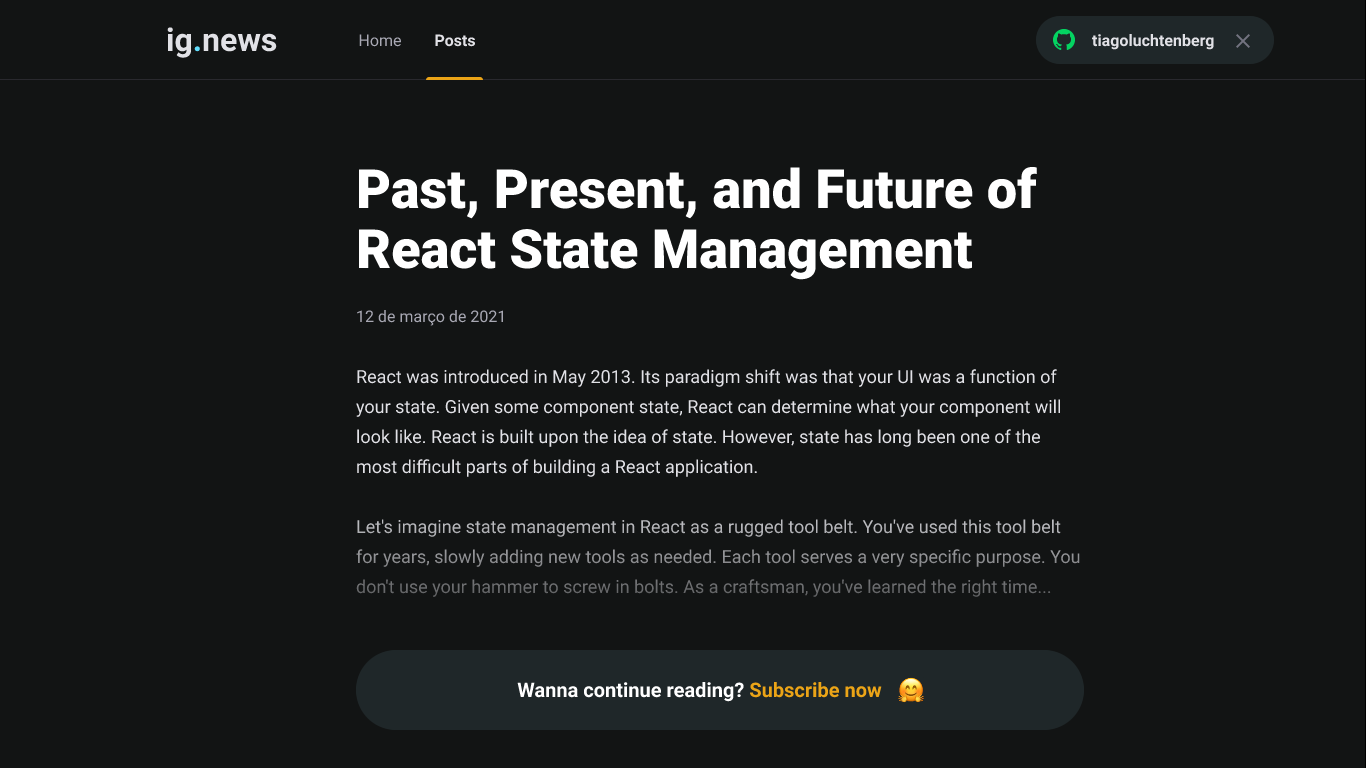 ig.news
Home
Posts
tiagoluchtenberg
Past, Present, and Future of
React State Management
12 de março de 2021
React was introduced in May 2013. Its paradigm shift was that your UI was a function of
your state. Given some component state, React can determine what your component will
look like. React is built upon the idea of state. However, state has long been one of the
most difficult parts of building a React application.
Let's imagine state management in React as a rugged tool belt. You've used this tool belt
for years, slowly adding new tools as needed. Each tool serves a very specific purpose. You
don't use your hammer to screw in bolts. As a craftsman, you've learned the right time...
Wanna continue reading? Subscribe now 🤗